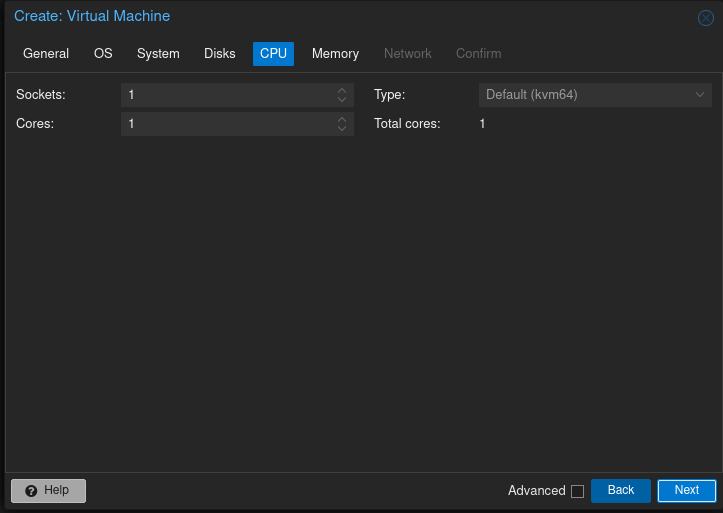 Create: Virtual Machine
General OS System Disks CPU Memory Network Confirm
Sockets: 1 Type: Default (kvm64)
Cores: 1 Total cores: 1
Help Advanced Back Next